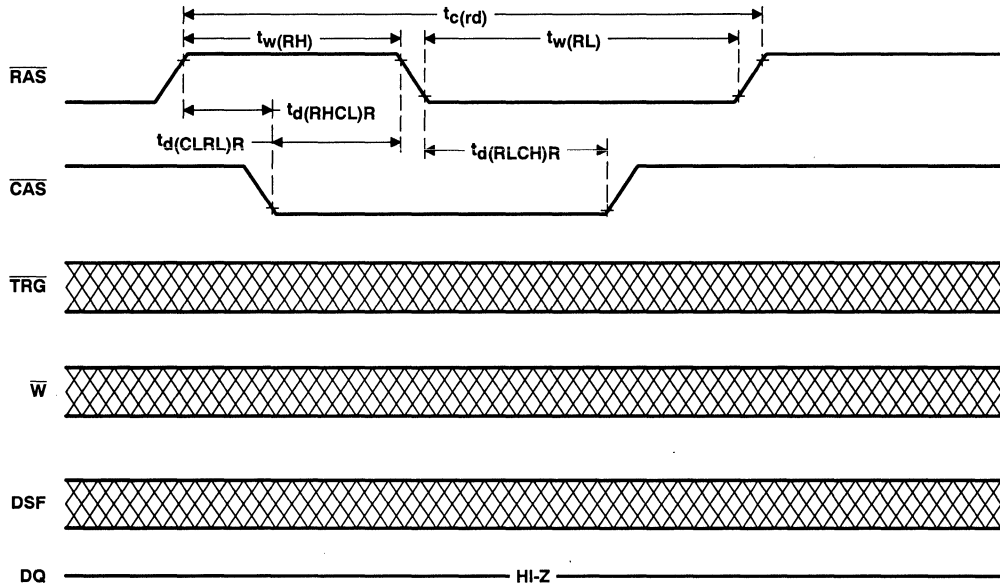 tc(rd)
tw(RH) tw(RL)
RAS
td(RHCL)R
td(CLRL)R td(RLCH)R
CAS
TRG
W
DSF
DQ HI-Z